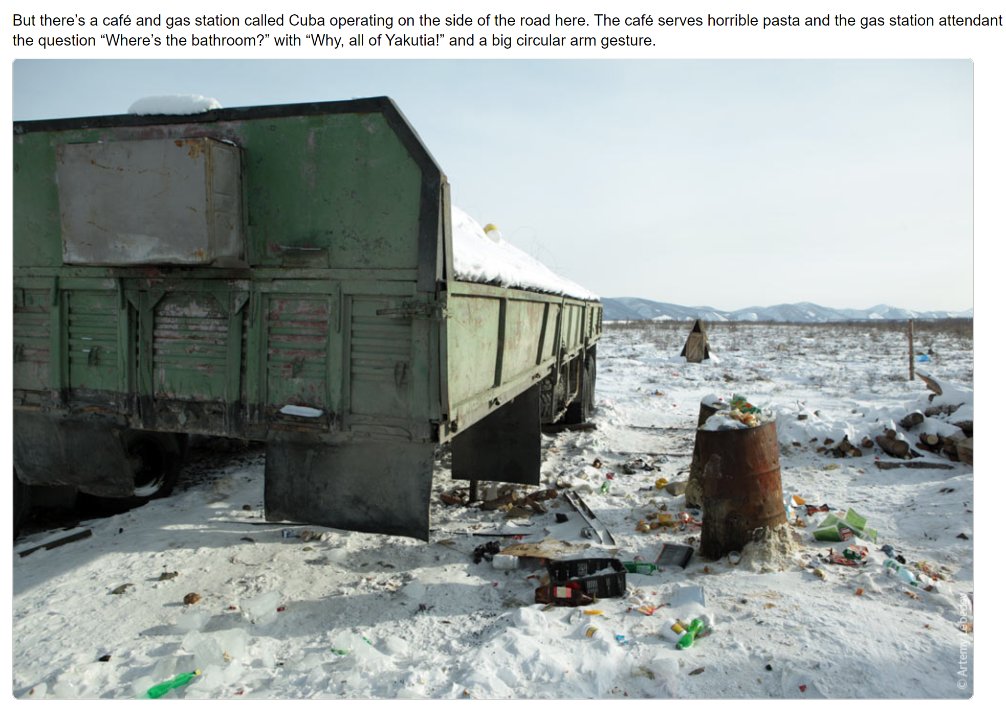 But there’s a café and gas station called Cuba operating on the side of the road here. The café serves horrible pasta and the gas station attendant
the question “Where’s the bathroom?” with “Why, all of Yakutia!” and a big circular arm gesture.
© Artemy Lebedev